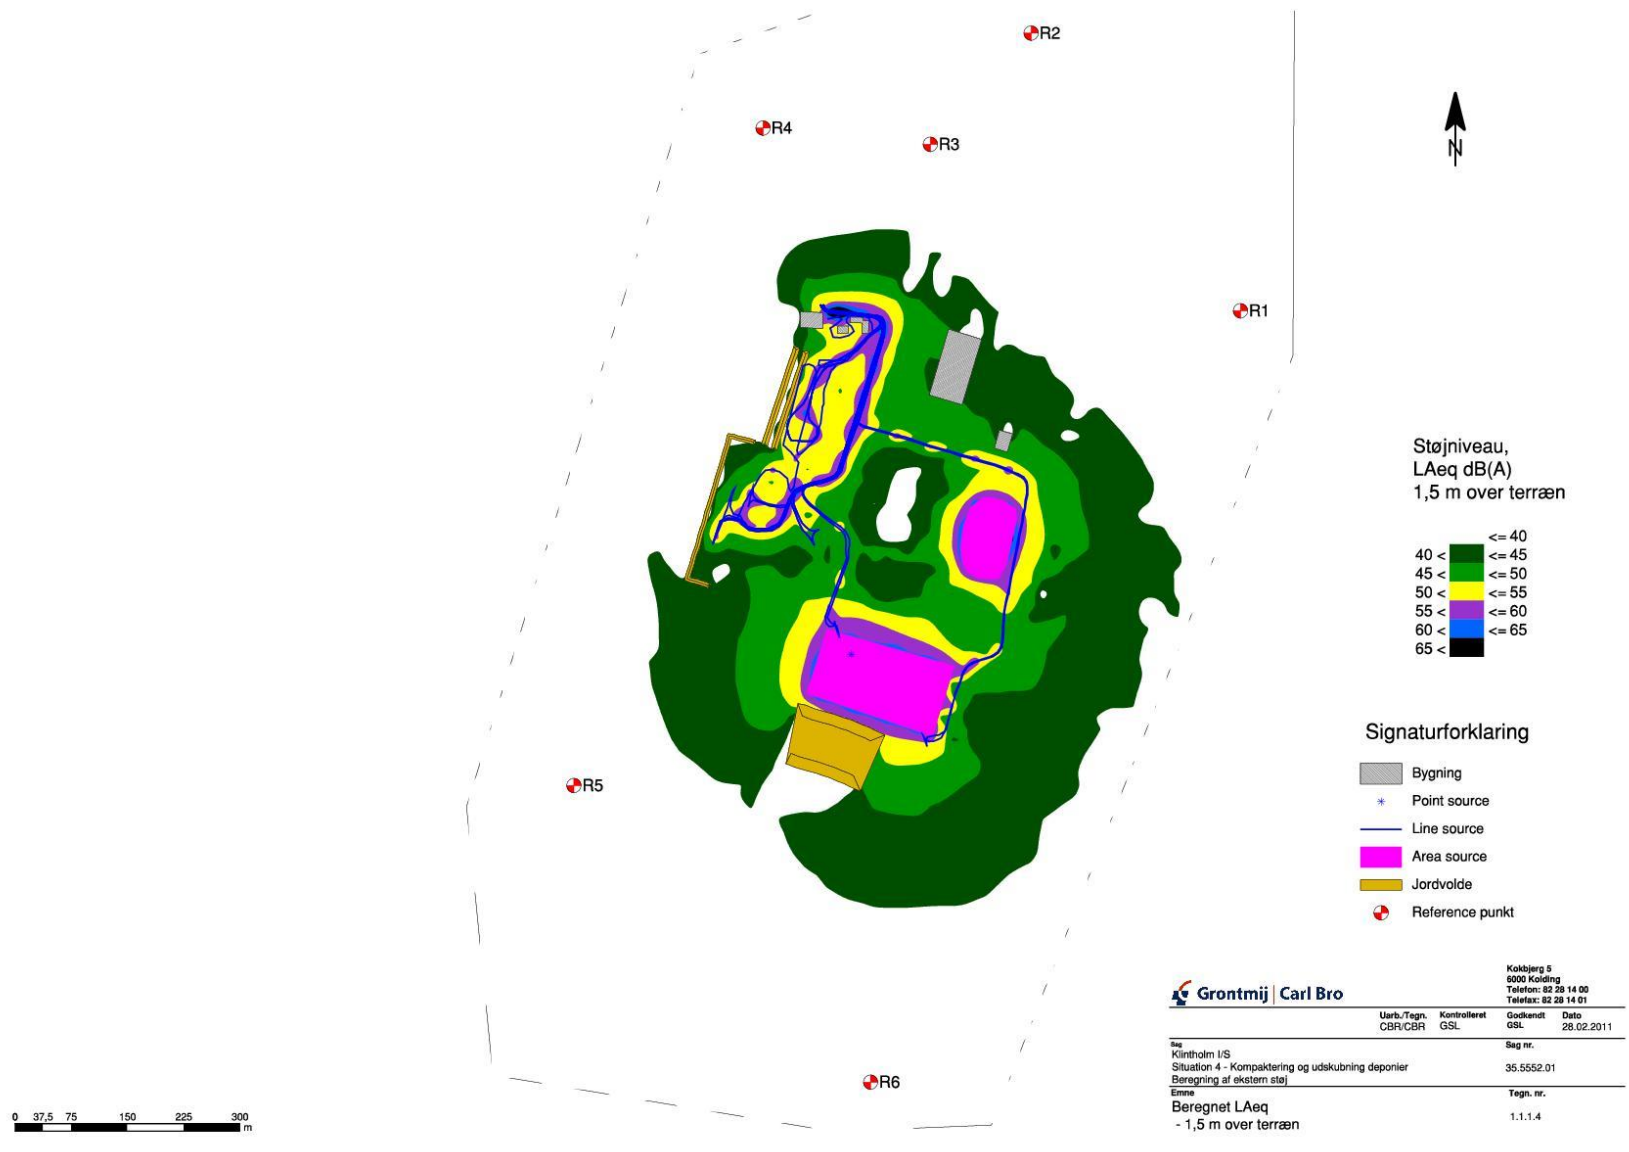 R2
R4
R3
N
R1
Støjniveau,
LAeq dB(A)
1,5 m over terræn
<= 40
40 < <= 45
45 < <= 50
50 < <= 55
55 < <= 60
60 < <= 65
65 <
Signaturforklaring
Bygning
Point source
Line source
Area source
Jordvolde
Reference punkt
R5
R6
0 37,5 75 150 225 300
m
Grontmij | Carl Bro
Kokbjerg 5
6000 Kolding
Telefon: 82 28 14 00
Telefax: 82 28 14 01
Uarb./Tegn. Kontrolleret Godkendt Dato
CBR/CBR GSL GSL 28.02.2011
Sag Sag nr.
Klintholm I/S
Situation 4 - Kompaktering og udskubning deponier 35.5552.01
Beregning af ekstern støj
Emne Tegn. nr.
Beregnet LAeq 1.1.1.4
- 1,5 m over terræn